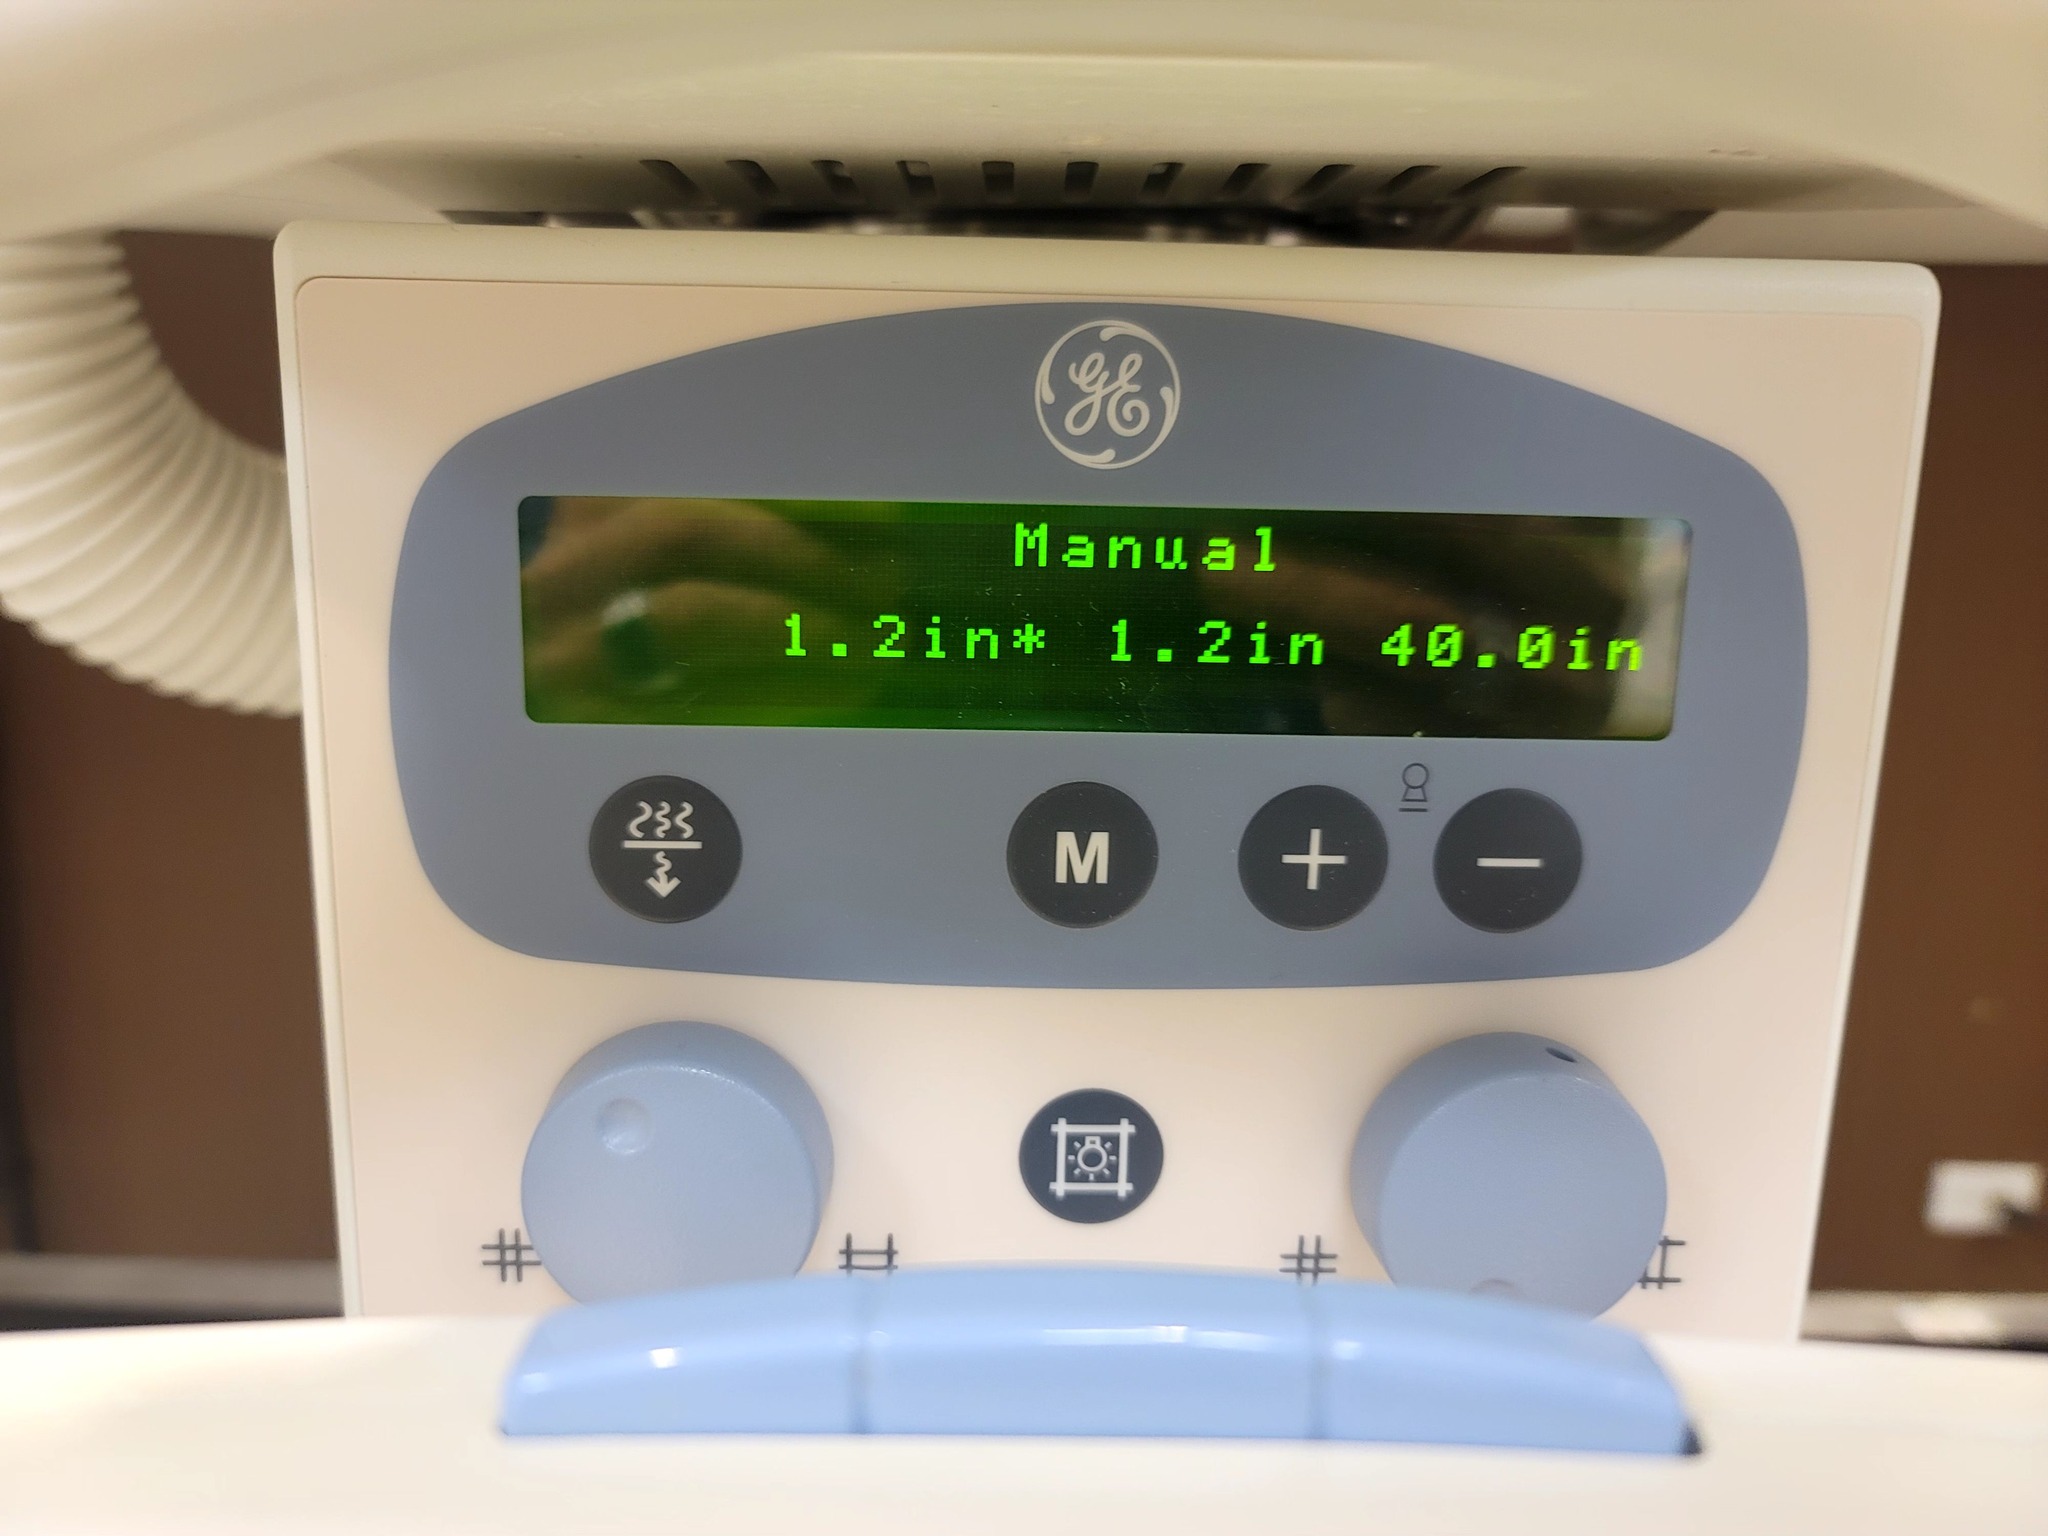 GE
Manual
1.2in* 1.2in 40.0in
M + −